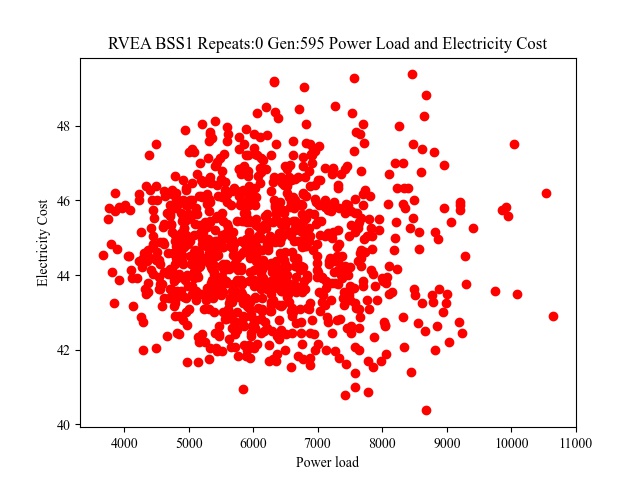 RVEA BSS1 Repeats:0 Gen:595 Power Load and Electricity Cost
Electricity Cost
48
46
44
42
40
4000 5000 6000 7000 8000 9000 10000 11000
Power load